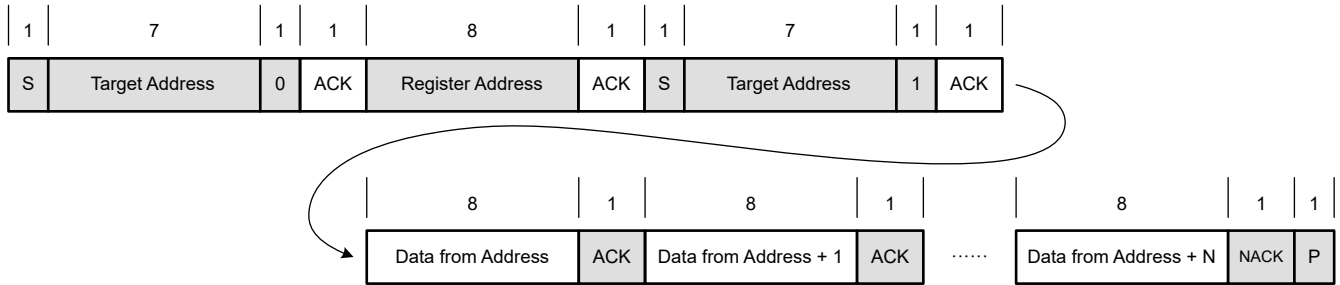 1 7 1 1 8 1 1 7 1 1
S Target Address 0 ACK Register Address ACK S Target Address 1 ACK
8 1 8 1 8 1 1
Data from Address ACK Data from Address + 1 ACK ...... Data from Address + N NACK P